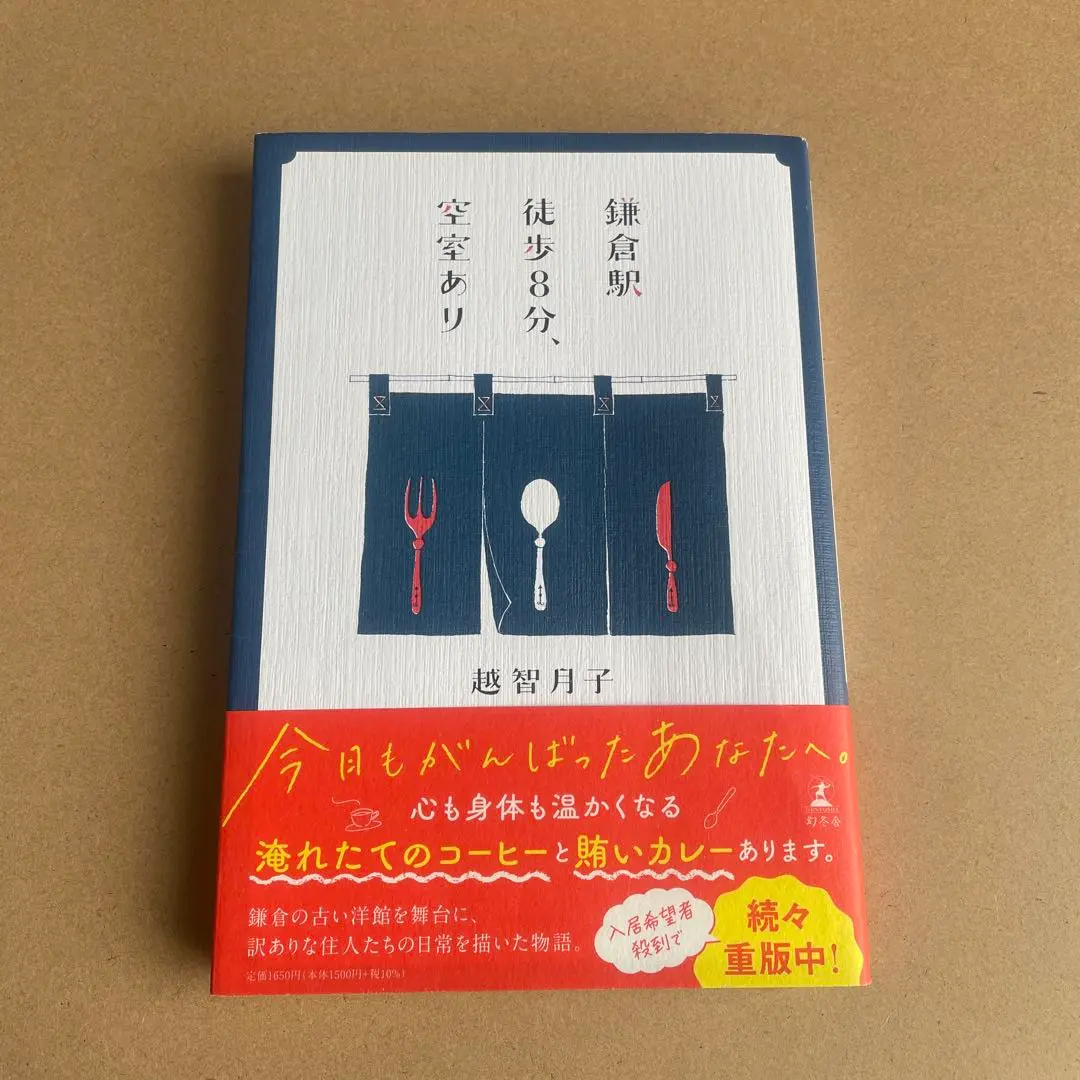 鎌倉駅
徒歩8分、
空室あり
越智月子
今日もがんばったあなたへ。
心も身体も温かくなる
淹れたてのコーヒーと賄いカレーあります。
幻冬舎
鎌倉の古い洋館を舞台に、
訳ありな住人たちの日常を描いた物語。
定価1650円(本体1500円+税10%)
入居希望者
殺到で
続々
重版中!